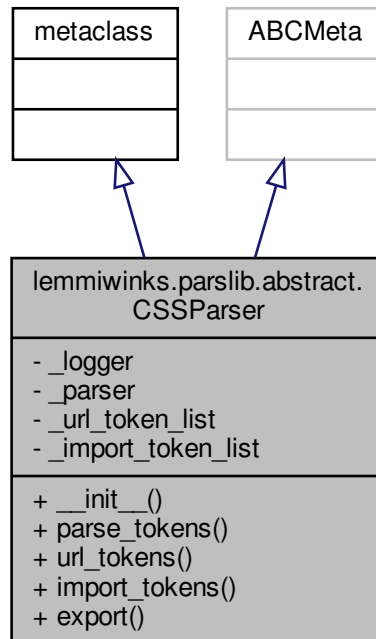 metaclass
ABCMeta
lemmiwinks.parslib.abstract.
CSSParser
- _logger
- _parser
- _url_token_list
- _import_token_list
+ __init__()
+ parse_tokens()
+ url_tokens()
+ import_tokens()
+ export()